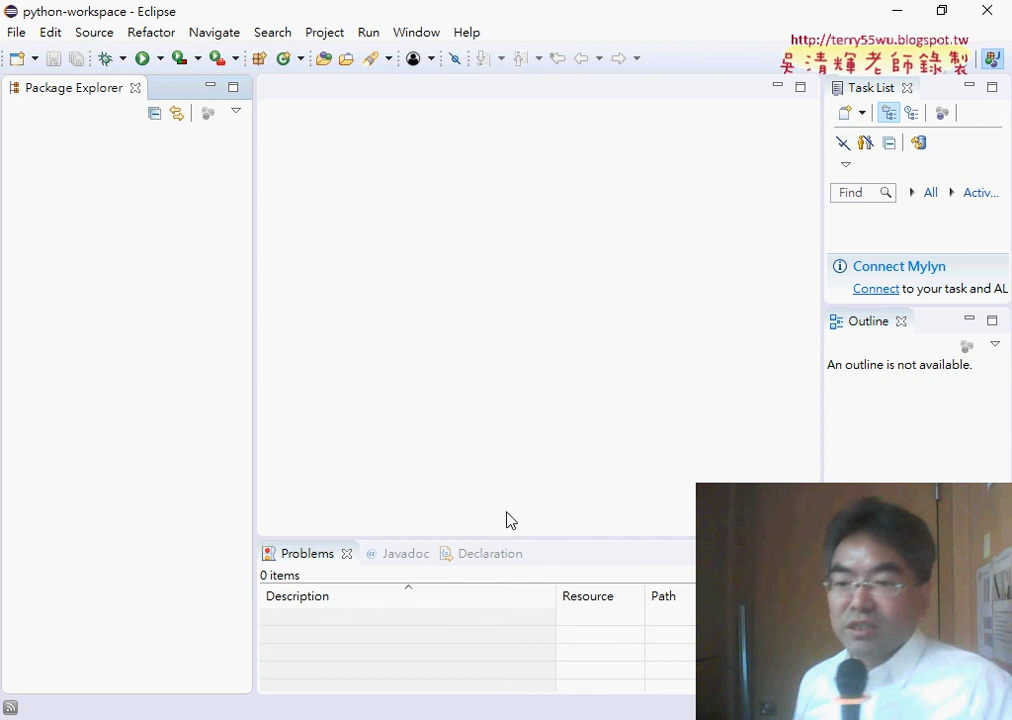 python-workspace - Eclipse
File Edit Source Refactor Navigate Search Project Run Window Help
http://terry55wu.blogspot.tw
吳清輝老師錄製
Package Explorer
Task List
Find All Activ...
Connect Mylyn
Connect to your task and AL
Outline
An outline is not available.
Problems @ Javadoc Declaration
0 items
Description Resource Path